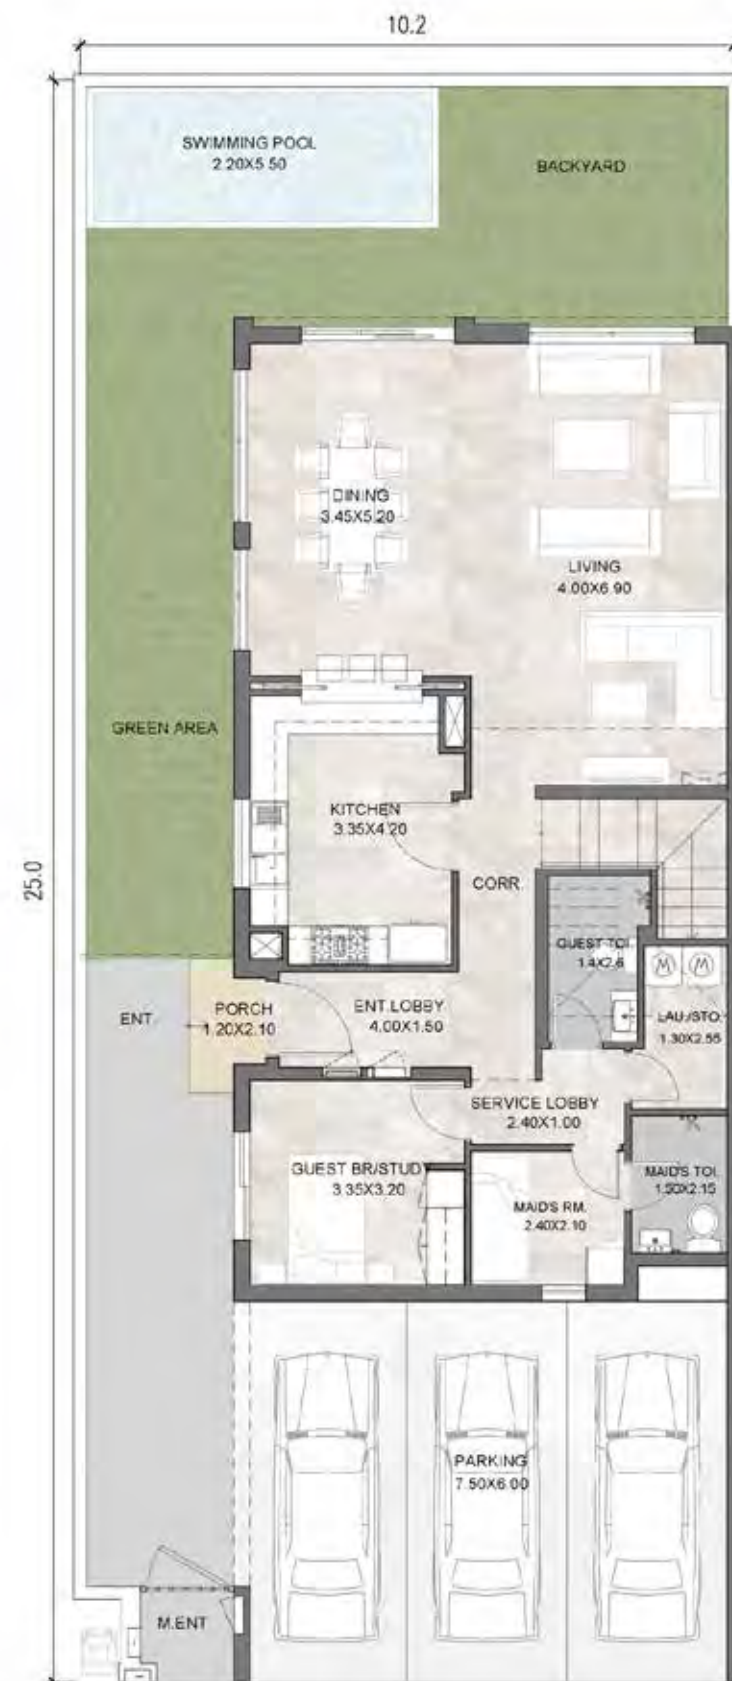 10.2
SWIMMING POOL
2.20X5.50
BACKYARD
DINING
3.45X5.20
LIVING
4.00X6.90
GREEN AREA
KITCHEN
3.35X4.20
25.0
CORR.
GUEST TOI.
1.4X2.6
M
M
LAU./STO.
1.30X2.55
ENT.
PORCH
1.20X2.10
ENT.LOBBY
4.00X1.50
SERVICE LOBBY
2.40X1.00
GUEST BR/STUDY
3.35X3.20
MAID'S TOI.
1.50X2.15
MAID'S RM.
2.40X2.10
PARKING
7.50X6.00
M.ENT